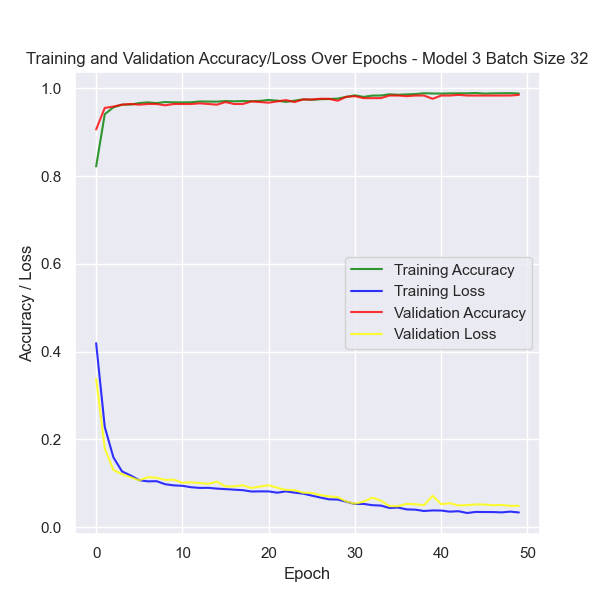 Training and Validation Accuracy/Loss Over Epochs - Model 3 Batch Size 32
1.0
0.8
0.6
0.4
0.2
0.0
Accuracy / Loss
Training Accuracy
Training Loss
Validation Accuracy
Validation Loss
0 10 20 30 40 50
Epoch